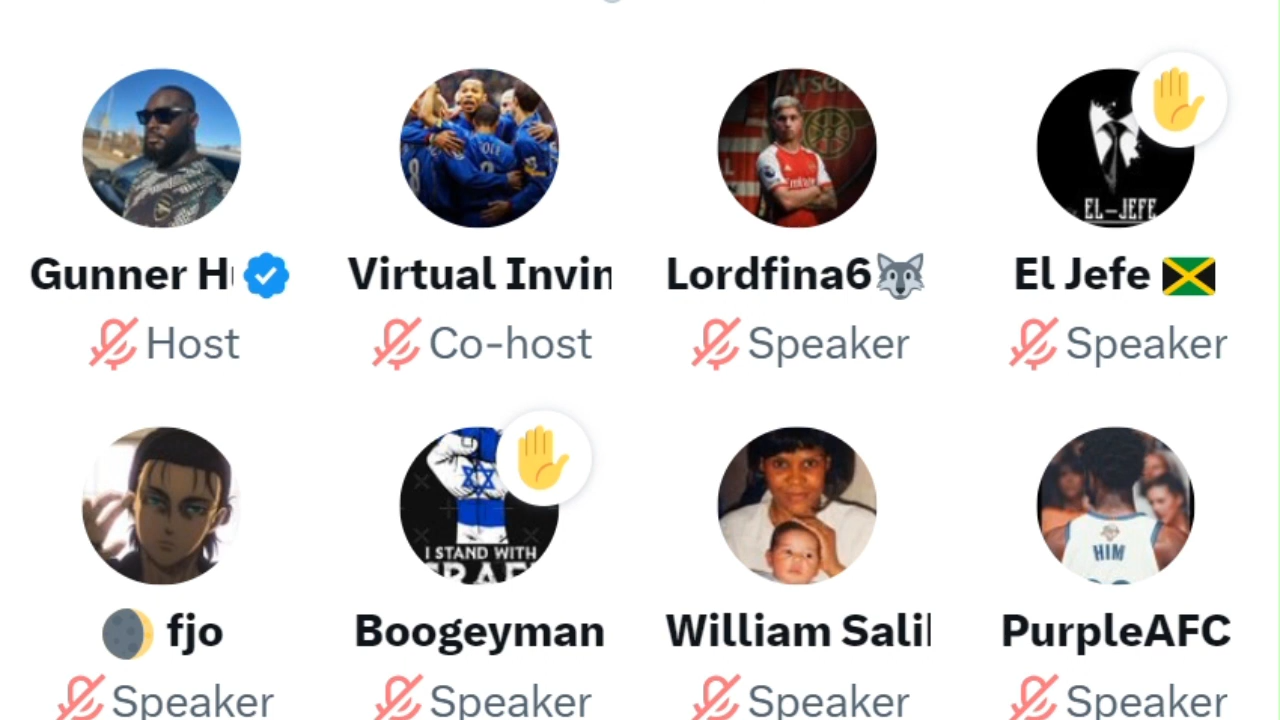 Gunner H
Virtual Invin
Lordfina6
El Jefe
Host
Co-host
Speaker
Speaker
EL-JEFE
Arsen
HIM
I STAND WITH
fjo
Boogeyman
William Sali
PurpleAFC
Speaker
Speaker
Speaker
Speaker